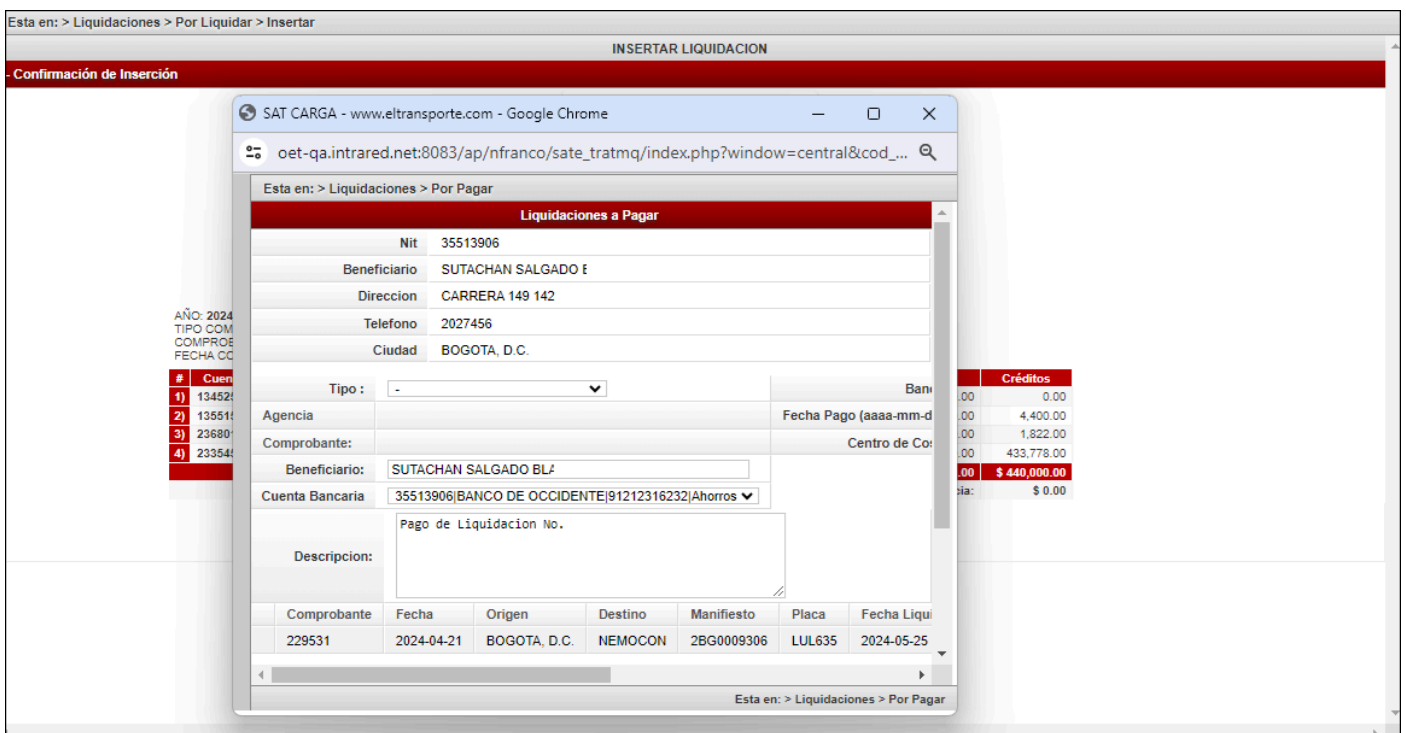 Esta en: > Liquidaciones > Por Liquidar > Insertar
INSERTAR LIQUIDACION
- Confirmación de Inserción
SAT CARGA - www.eltransporte.com - Google Chrome
oet-qa.intrared.net:8083/ap/nfranco/sate_tratmq/index.php?window=central&cod_...
Esta en: > Liquidaciones > Por Pagar
Liquidaciones a Pagar
Nit 35513906
Beneficiario SUTACHAN SALGADO
Direccion CARRERA 149 142
Telefono 2027456
Ciudad BOGOTA, D.C.
Tipo : -
Agencia Fecha Pago (aaaa-mm-d
Comprobante: Centro de
Beneficiario: SUTACHAN SALGADO
Cuenta Bancaria 35513906|BANCO DE OCCIDENTE|91212316232|Ahorros
Descripcion: Pago de Liquidacion No.
Comprobante Fecha Origen Destino Manifiesto Placa Fecha Liqui
229531 2024-04-21 BOGOTA, D.C. NEMOCON 2BG0009306 LUL635 2024-05-25
Esta en: > Liquidaciones > Por Pagar
AÑO: 2024
TIPO COM
COMPROB
FECHA CO
# Cuen Créditos
1) 13452 .00 0.00
2) 13551 .00 4,400.00
3) 23680 .00 1,822.00
4) 23354 .00 433,778.00
.00 $ 440,000.00
cia: $ 0.00